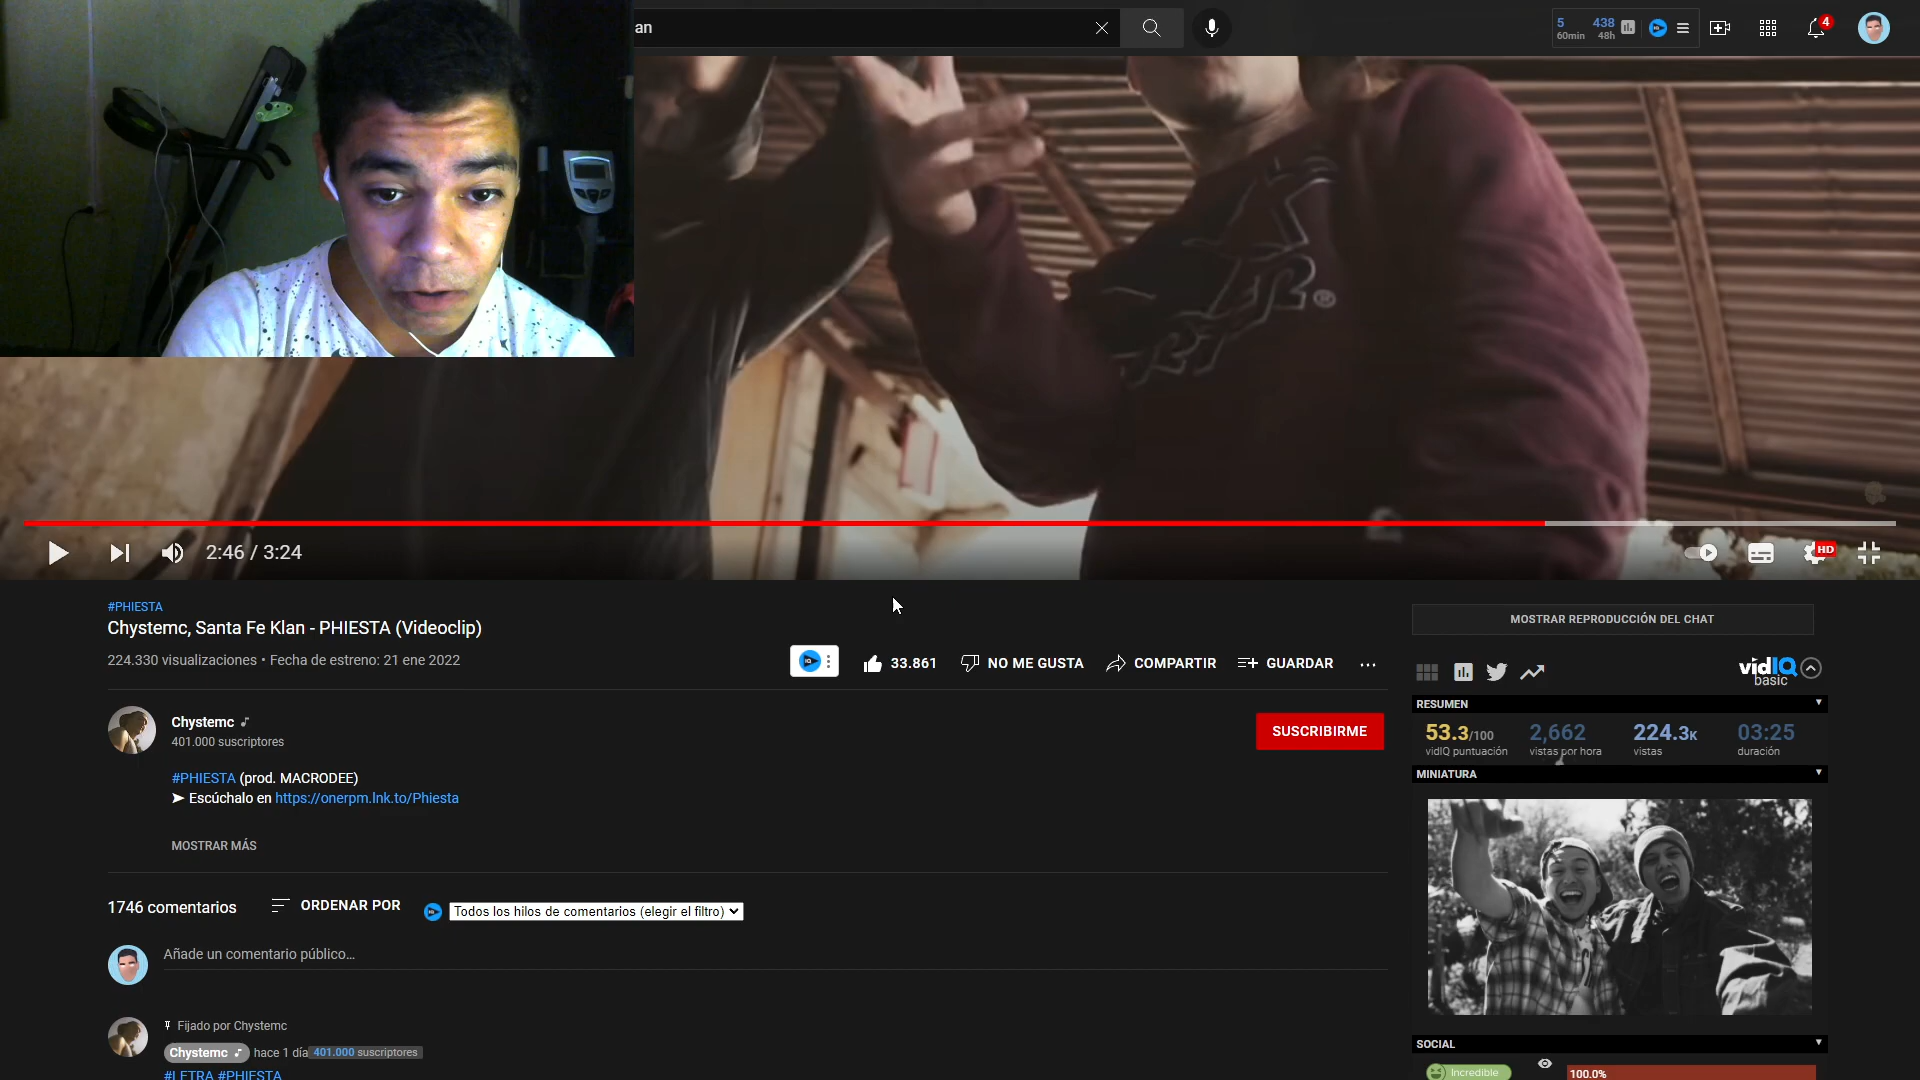 an
5
60min
438
48h
4
2:46 / 3:24
HD
#PHIESTA
Chystemc, Santa Fe Klan - PHIESTA (Videoclip)
224.330 visualizaciones • Fecha de estreno: 21 ene 2022
33.861
NO ME GUSTA
COMPARTIR
GUARDAR
Chystemc
401.000 suscriptores
SUSCRIBIRME
#PHIESTA (prod. MACRODEE)
➤ Escúchalo en https://onerpm.lnk.to/Phiesta
MOSTRAR MÁS
1746 comentarios
ORDENAR POR
Todos los hilos de comentarios (elegir el filtro)
Añade un comentario público...
Fijado por Chystemc
Chystemc hace 1 día 401.000 suscriptores
#LETRA #PHIESTA
MOSTRAR REPRODUCCIÓN DEL CHAT
vidIQ
basic
RESUMEN
53.3/100
vidIQ puntuación
2,662
vistas por hora
224.3K
vistas
03:25
duración
MINIATURA
SOCIAL
Incredible
100.0%